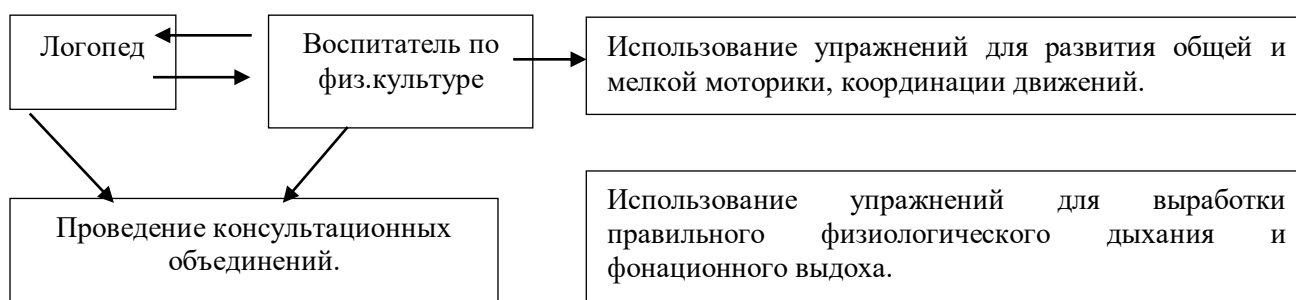 Логопед
Воспитатель по
физ.культуре
Использование упражнений для развития общей и
мелкой моторики, координации движений.
Проведение консультационных
объединений.
Использование упражнений для выработки
правильного физиологического дыхания и
фонационного выдоха.